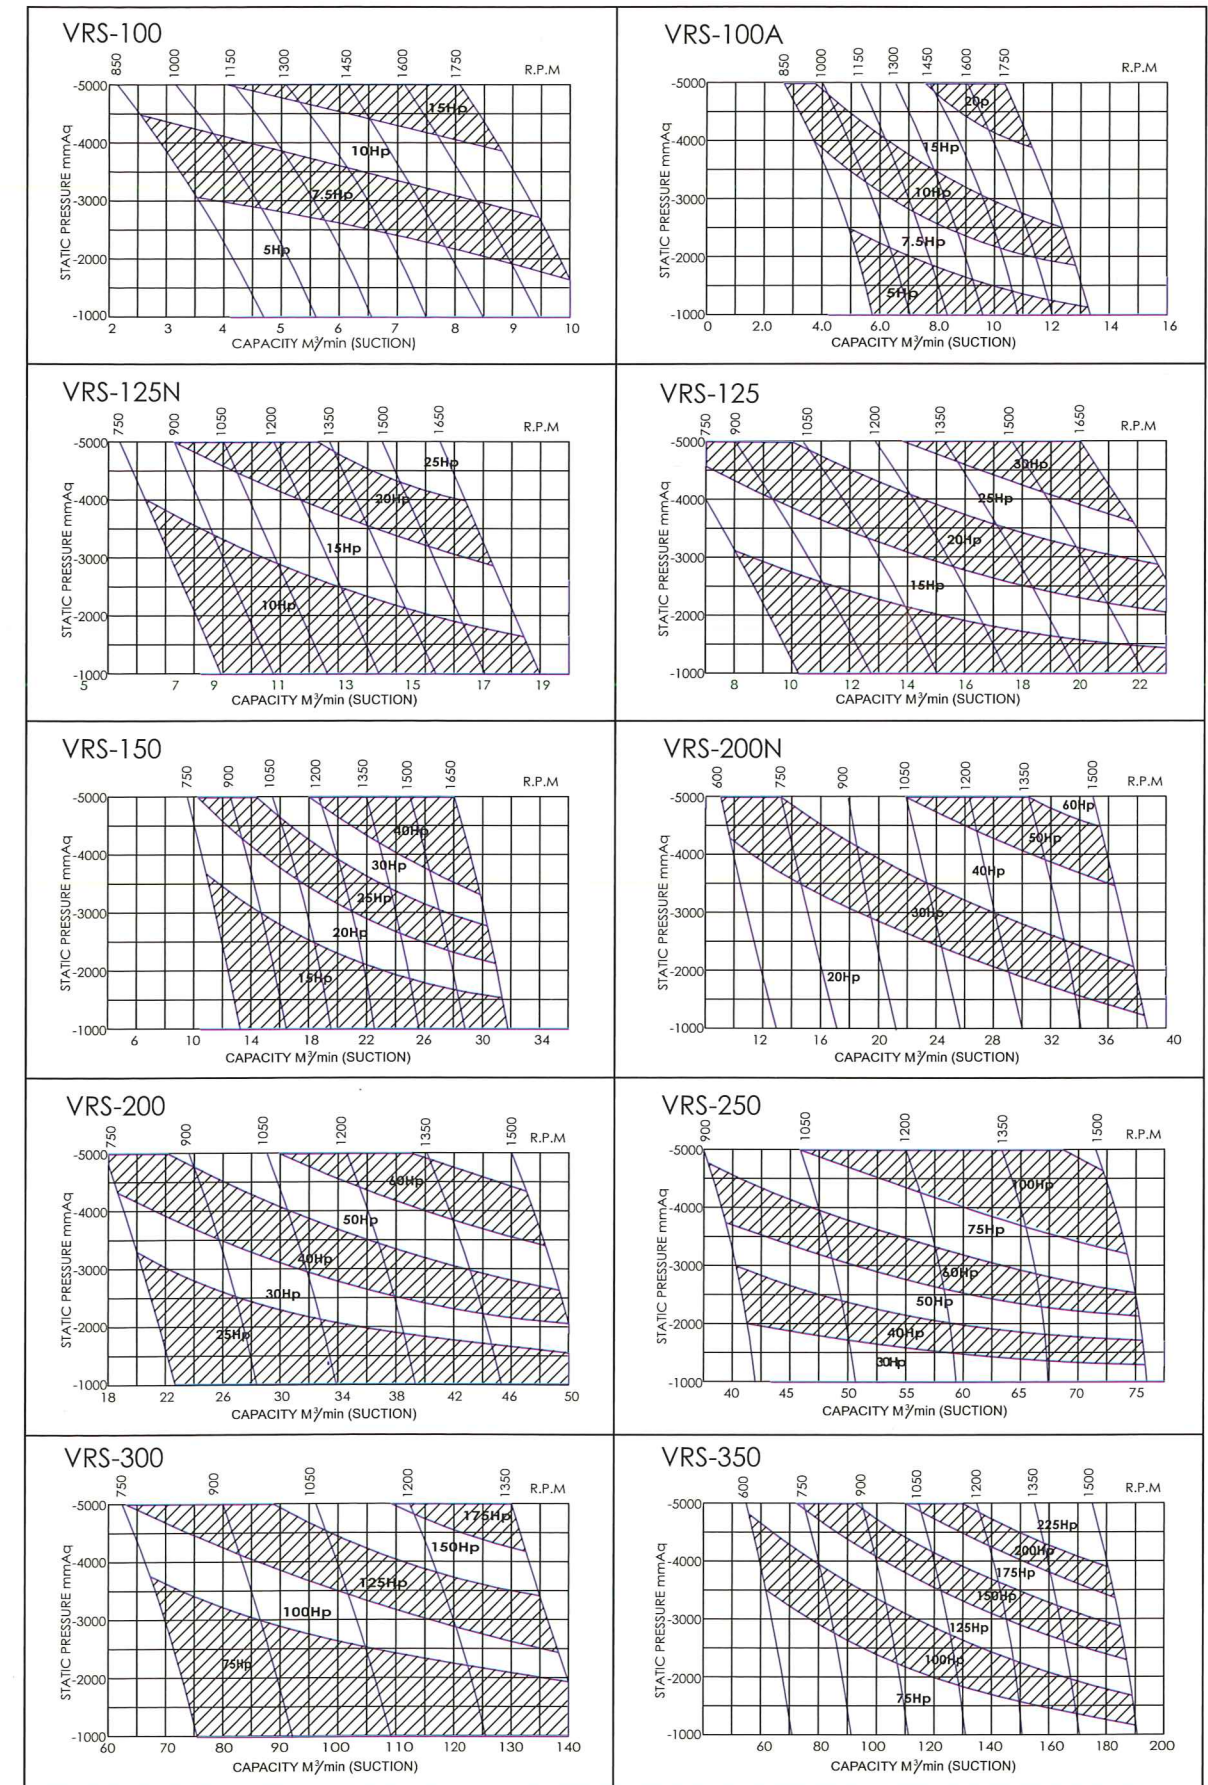 VRS-100
850 1000 1150 1300 1450 1600 1750 R.P.M
STATIC PRESSURE mmAq
-5000
15Hp
-4000
10Hp
-3000
7.5Hp
-2000
5Hp
-1000
2 3 4 5 6 7 8 9 10
CAPACITY M³/min (SUCTION)
VRS-100A
850 1000 1150 1300 1450 1600 1750 R.P.M
STATIC PRESSURE mmAq
-5000
20p
-4000
15Hp
-3000
10Hp
7.5Hp
-2000
5Hp
-1000
0 2.0 4.0 6.0 8.0 10 12 14 16
CAPACITY M³/min (SUCTION)
VRS-125N
750 900 1050 1200 1350 1500 1650 R.P.M
STATIC PRESSURE mmAq
-5000
25Hp
-4000
20Hp
15Hp
-3000
10Hp
-2000
-1000
5 7 9 11 13 15 17 19
CAPACITY M³/min (SUCTION)
VRS-125
750 900 1050 1200 1350 1500 1650 R.P.M
STATIC PRESSURE mmAq
-5000
30Hp
-4000
25Hp
20Hp
-3000
15Hp
-2000
-1000
8 10 12 14 16 18 20 22
CAPACITY M³/min (SUCTION)
VRS-150
750 900 1050 1200 1350 1500 1650 R.P.M
STATIC PRESSURE mmAq
-5000
40Hp
-4000
30Hp
25Hp
-3000
20Hp
-2000
15Hp
-1000
6 10 14 18 22 26 30 34
CAPACITY M³/min (SUCTION)
VRS-200N
600 750 900 1050 1200 1350 1500 R.P.M
STATIC PRESSURE mmAq
-5000
60Hp
50Hp
-4000
40Hp
-3000
30Hp
-2000
20Hp
-1000
12 16 20 24 28 32 36 40
CAPACITY M³/min (SUCTION)
VRS-200
750 900 1050 1200 1350 1500 R.P.M
STATIC PRESSURE mmAq
-5000
60Hp
-4000
50Hp
40Hp
-3000
30Hp
-2000
25Hp
-1000
18 22 26 30 34 38 42 46 50
CAPACITY M³/min (SUCTION)
VRS-250
900 1050 1200 1350 1500 R.P.M
STATIC PRESSURE mmAq
-5000
100Hp
-4000
75Hp
-3000
60Hp
50Hp
-2000
40Hp
30Hp
-1000
40 45 50 55 60 65 70 75
CAPACITY M³/min (SUCTION)
VRS-300
750 900 1050 1200 1350 R.P.M
STATIC PRESSURE mmAq
-5000
175Hp
150Hp
-4000
125Hp
100Hp
-3000
75Hp
-2000
-1000
60 70 80 90 100 110 120 130 140
CAPACITY M³/min (SUCTION)
VRS-350
600 750 900 1050 1200 1350 1500 R.P.M
STATIC PRESSURE mmAq
-5000
225Hp
200Hp
-4000
175Hp
150Hp
-3000
125Hp
100Hp
-2000
75Hp
-1000
60 80 100 120 140 160 180 200
CAPACITY M³/min (SUCTION)